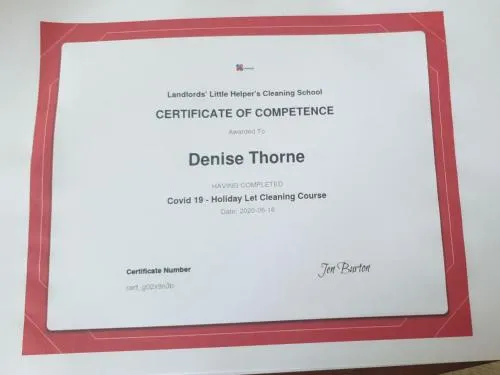 Landlords' Little Helper's Cleaning School
CERTIFICATE OF COMPETENCE
Awarded To
Denise Thorne
HAVING COMPLETED
Covid 19 - Holiday Let Cleaning Course
Date: 2020-06-16
Certificate Number
Jen Burton